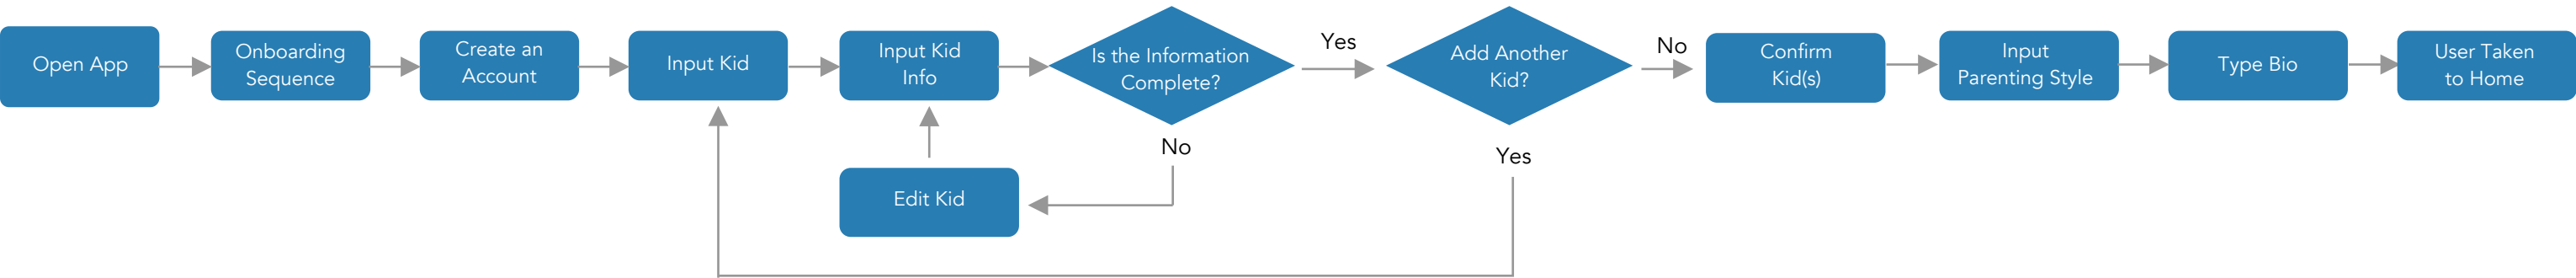 Open App
Onboarding
Sequence
Create an
Account
Input Kid
Input Kid
Info
Is the Information
Complete?
Yes
No
Edit Kid
Add Another
Kid?
No
Yes
Confirm
Kid(s)
Input
Parenting Style
Type Bio
User Taken
to Home